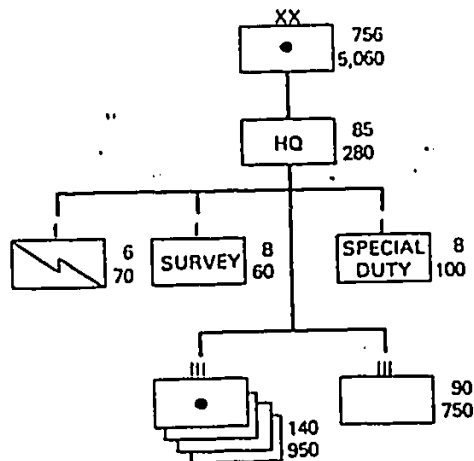 XX
756
5,060
HQ
85
280
I
I
I
6
70
SURVEY
8
60
SPECIAL
DUTY
8
100
III
140
950
III
90
750